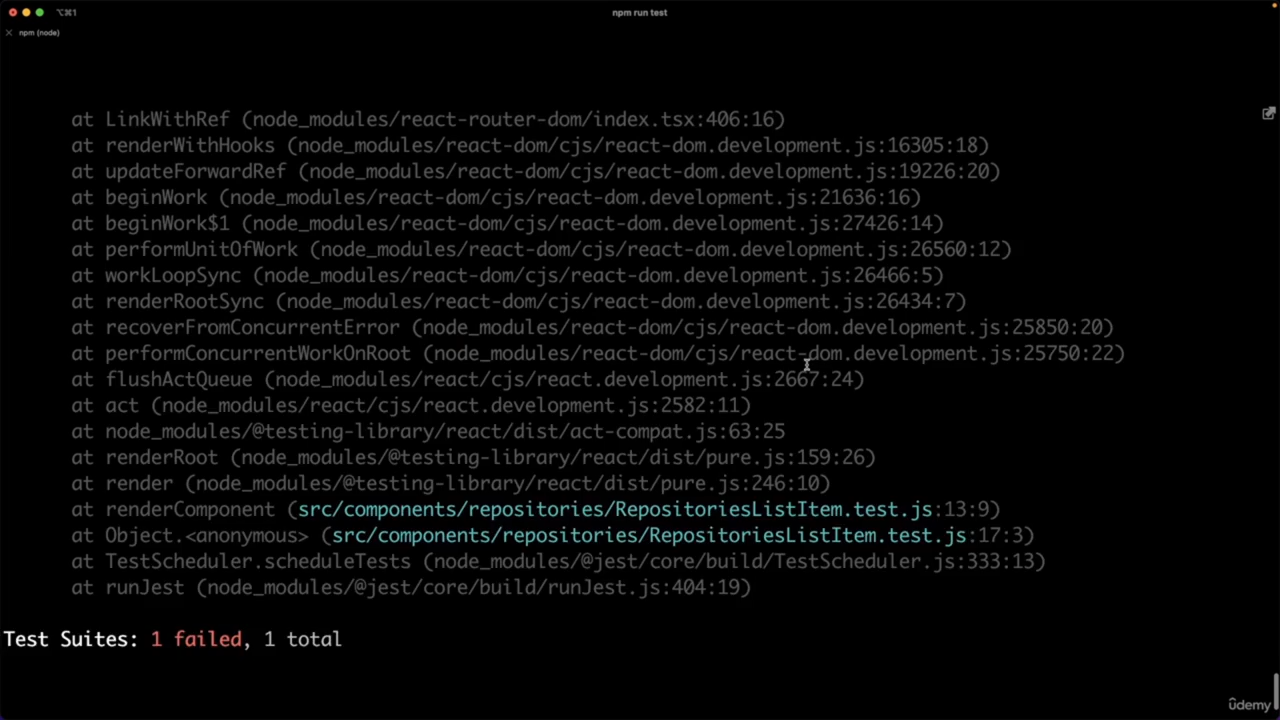 ⌥⌘1
npm run test
npm (node)
at LinkWithRef (node_modules/react-router-dom/index.tsx:406:16)
at renderWithHooks (node_modules/react-dom/cjs/react-dom.development.js:16305:18)
at updateForwardRef (node_modules/react-dom/cjs/react-dom.development.js:19226:20)
at beginWork (node_modules/react-dom/cjs/react-dom.development.js:21636:16)
at beginWork$1 (node_modules/react-dom/cjs/react-dom.development.js:27426:14)
at performUnitOfWork (node_modules/react-dom/cjs/react-dom.development.js:26560:12)
at workLoopSync (node_modules/react-dom/cjs/react-dom.development.js:26466:5)
at renderRootSync (node_modules/react-dom/cjs/react-dom.development.js:26434:7)
at recoverFromConcurrentError (node_modules/react-dom/cjs/react-dom.development.js:25850:20)
at performConcurrentWorkOnRoot (node_modules/react-dom/cjs/react-dom.development.js:25750:22)
at flushActQueue (node_modules/react/cjs/react.development.js:2667:24)
at act (node_modules/react/cjs/react.development.js:2582:11)
at node_modules/@testing-library/react/dist/act-compat.js:63:25
at renderRoot (node_modules/@testing-library/react/dist/pure.js:159:26)
at render (node_modules/@testing-library/react/dist/pure.js:246:10)
at renderComponent (src/components/repositories/RepositoriesListItem.test.js:13:9)
at Object.<anonymous> (src/components/repositories/RepositoriesListItem.test.js:17:3)
at TestScheduler.scheduleTests (node_modules/@jest/core/build/TestScheduler.js:333:13)
at runJest (node_modules/@jest/core/build/runJest.js:404:19)
Test Suites: 1 failed, 1 total
ûdemy